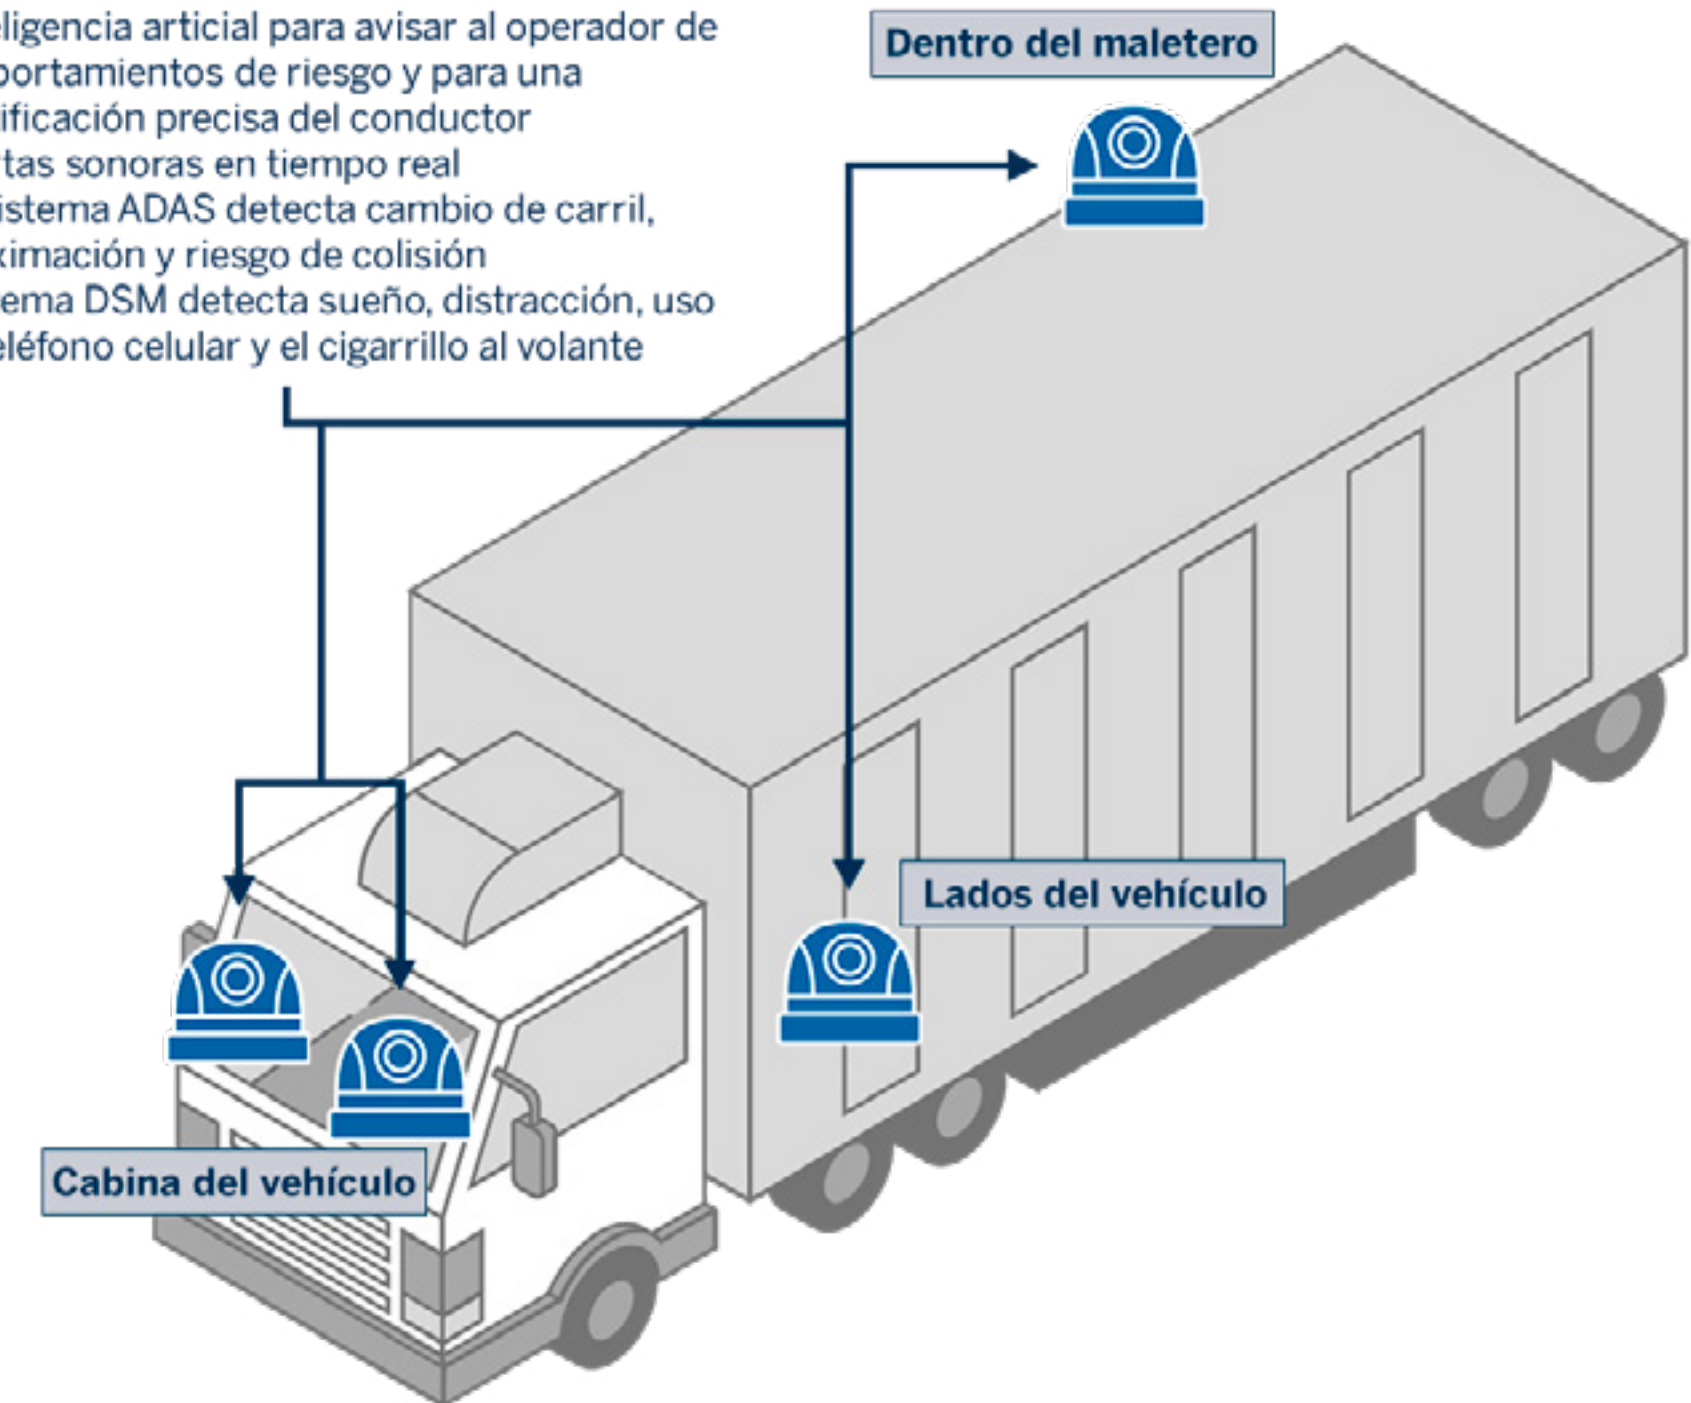 eligencia articial para avisar al operador de
portamientos de riesgo y para una
tificación precisa del conductor
rtas sonoras en tiempo real
istema ADAS detecta cambio de carril,
ximación y riesgo de colisión
ema DSM detecta sueño, distracción, uso
eléfono celular y el cigarrillo al volante
Dentro del maletero
Lados del vehículo
Cabina del vehículo